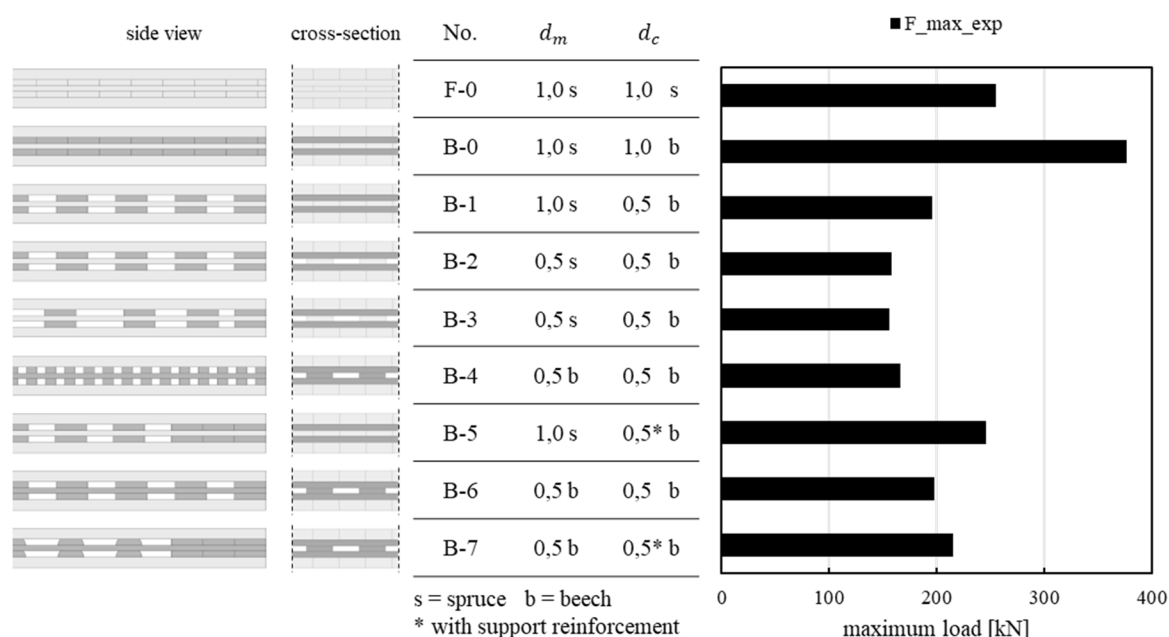 side view cross-section No. d_m d_c
■ F_max_exp
F-0 1,0 s 1,0 s
B-0 1,0 s 1,0 b
B-1 1,0 s 0,5 b
B-2 0,5 s 0,5 b
B-3 0,5 s 0,5 b
B-4 0,5 b 0,5 b
B-5 1,0 s 0,5* b
B-6 0,5 b 0,5 b
B-7 0,5 b 0,5* b
0 100 200 300 400
s = spruce b = beech
* with support reinforcement
maximum load [kN]